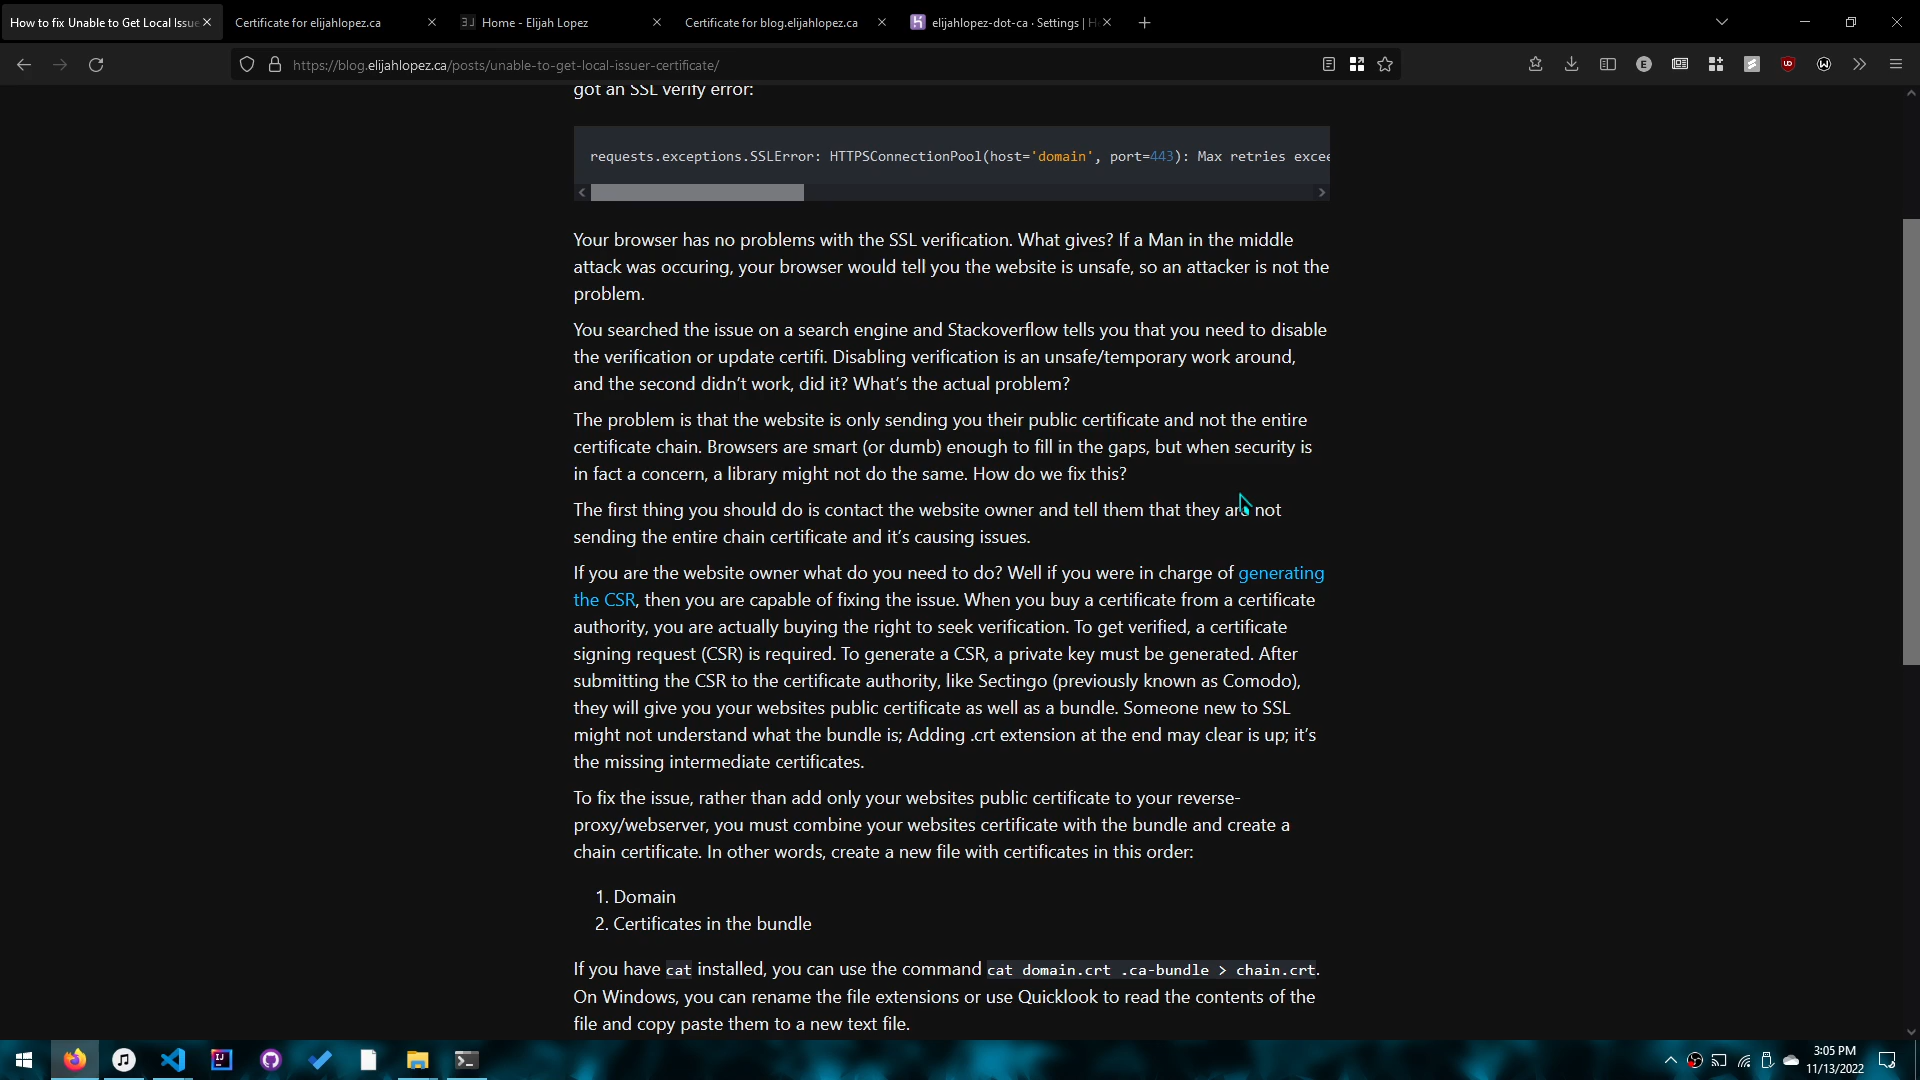 How to fix Unable to Get Local Issue
Certificate for elijahlopez.ca
Home - Elijah Lopez
Certificate for blog.elijahlopez.ca
elijahlopez-dot-ca · Settings | H
https://blog.elijahlopez.ca/posts/unable-to-get-local-issuer-certificate/
got an SSL verify error:
requests.exceptions.SSLError: HTTPSConnectionPool(host='domain', port=443): Max retries excee
Your browser has no problems with the SSL verification. What gives? If a Man in the middle
attack was occuring, your browser would tell you the website is unsafe, so an attacker is not the
problem.
You searched the issue on a search engine and Stackoverflow tells you that you need to disable
the verification or update certifi. Disabling verification is an unsafe/temporary work around,
and the second didn't work, did it? What's the actual problem?
The problem is that the website is only sending you their public certificate and not the entire
certificate chain. Browsers are smart (or dumb) enough to fill in the gaps, but when security is
in fact a concern, a library might not do the same. How do we fix this?
The first thing you should do is contact the website owner and tell them that they are not
sending the entire chain certificate and it's causing issues.
If you are the website owner what do you need to do? Well if you were in charge of generating
the CSR, then you are capable of fixing the issue. When you buy a certificate from a certificate
authority, you are actually buying the right to seek verification. To get verified, a certificate
signing request (CSR) is required. To generate a CSR, a private key must be generated. After
submitting the CSR to the certificate authority, like Sectingo (previously known as Comodo),
they will give you your websites public certificate as well as a bundle. Someone new to SSL
might not understand what the bundle is; Adding .crt extension at the end may clear is up; it's
the missing intermediate certificates.
To fix the issue, rather than add only your websites public certificate to your reverse-
proxy/webserver, you must combine your websites certificate with the bundle and create a
chain certificate. In other words, create a new file with certificates in this order:
1. Domain
2. Certificates in the bundle
If you have cat installed, you can use the command cat domain.crt .ca-bundle > chain.crt.
On Windows, you can rename the file extensions or use Quicklook to read the contents of the
file and copy paste them to a new text file.
3:05 PM
11/13/2022